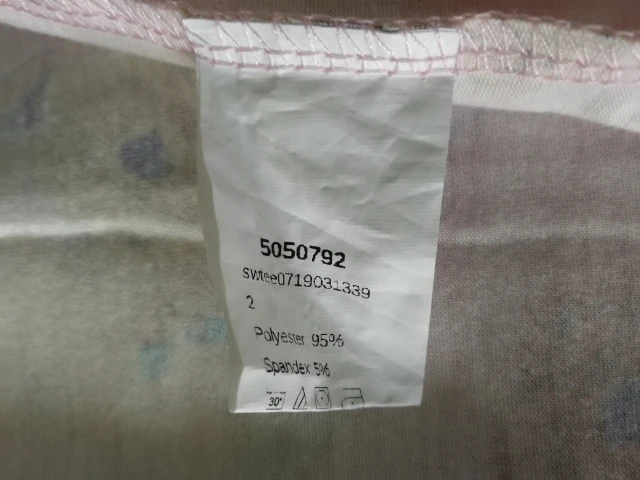 5050792
swtee0719031339
2
Polyester 95%
Spandex 5%
30°